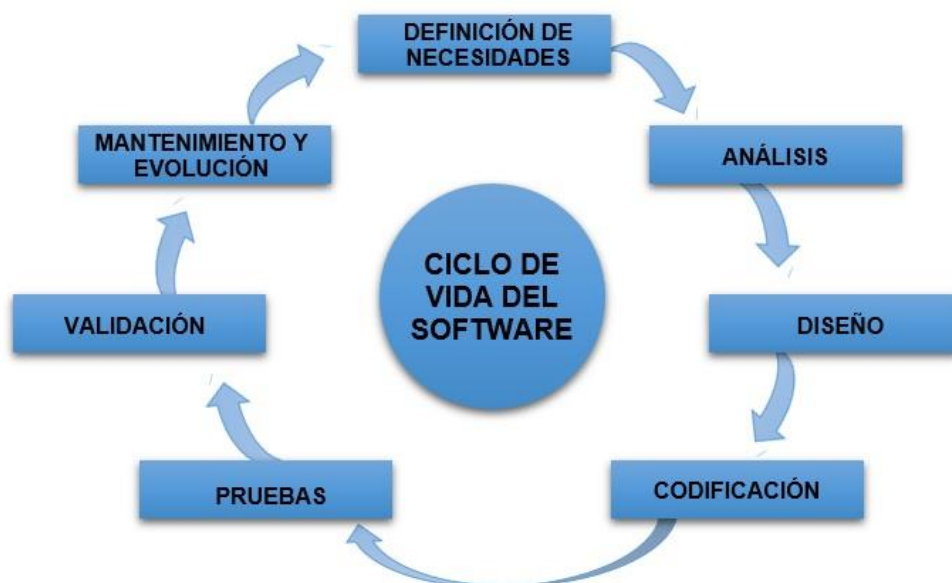 DEFINICIÓN DE
NECESIDADES
ANÁLISIS
DISEÑO
CODIFICACIÓN
PRUEBAS
VALIDACIÓN
MANTENIMIENTO Y
EVOLUCIÓN
CICLO DE
VIDA DEL
SOFTWARE